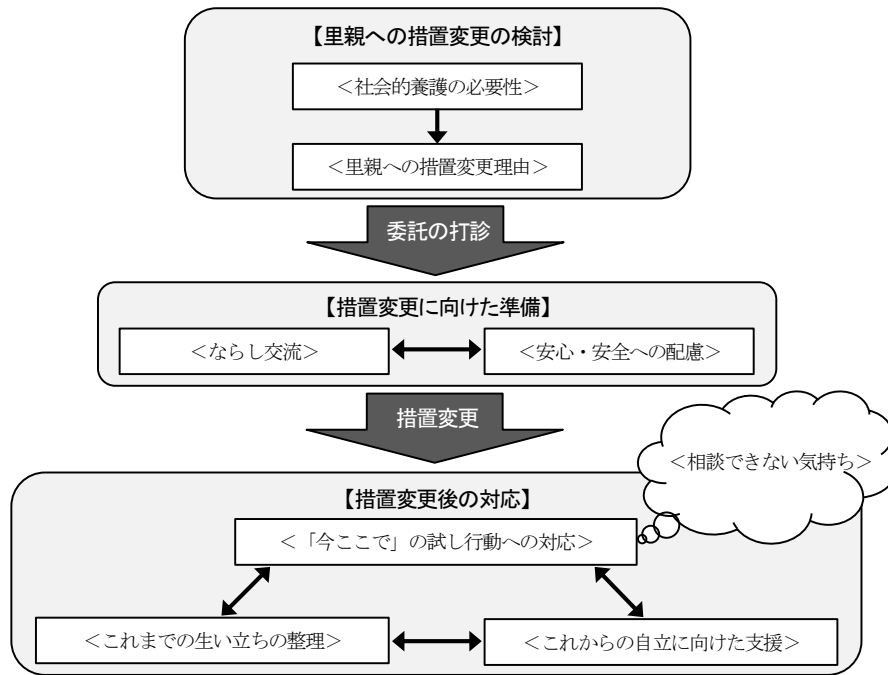 【里親への措置変更の検討】
＜社会的養護の必要性＞
＜里親への措置変更理由＞
委託の打診
【措置変更に向けた準備】
＜ならし交流＞
＜安心・安全への配慮＞
措置変更
＜相談できない気持ち＞
【措置変更後の対応】
＜「今ここで」の試し行動への対応＞
＜これまでの生い立ちの整理＞
＜これからの自立に向けた支援＞